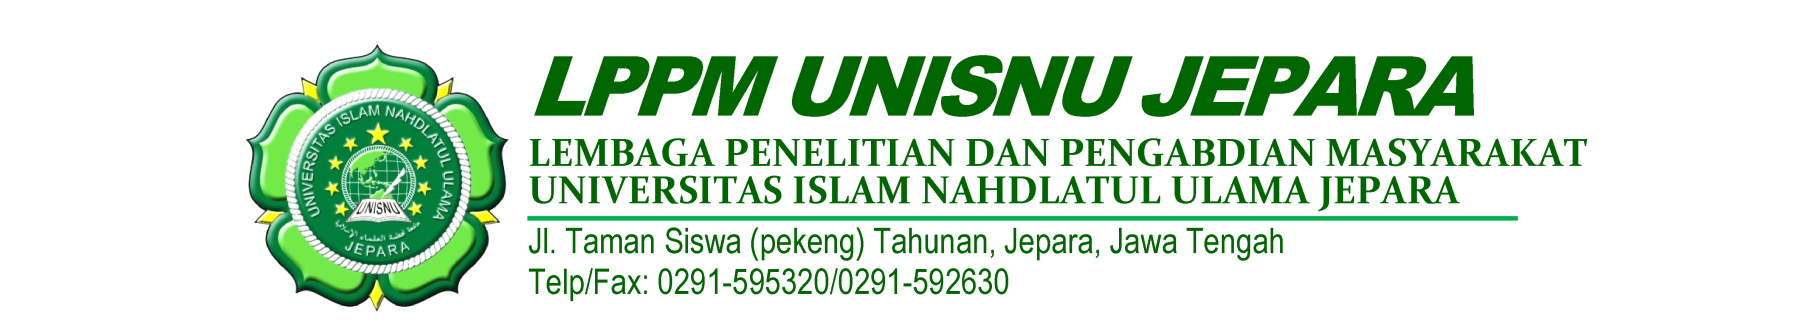 LPPM UNISNU JEPARA
LEMBAGA PENELITIAN DAN PENGABDIAN MASYARAKAT
UNIVERSITAS ISLAM NAHDLATUL ULAMA JEPARA
Jl. Taman Siswa (pekeng) Tahunan, Jepara, Jawa Tengah
Telp/Fax: 0291-595320/0291-592630
UNIVERSITAS ISLAM NAHDLATUL ULAMA
UNISNU
JEPARA